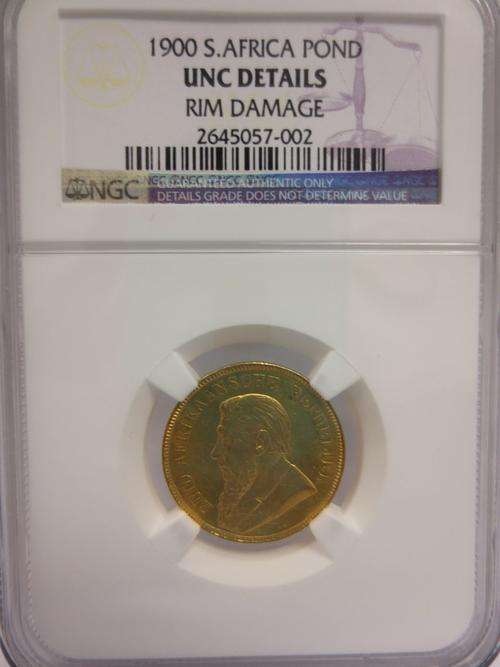 1900 S.AFRICA POND
UNC DETAILS
RIM DAMAGE
2645057-002
NGC
GUARANTEED AUTHENTIC ONLY
DETAILS GRADE DOES NOT DETERMINE VALUE
ZUID AFRIKAANSCHE REPUBLIEK